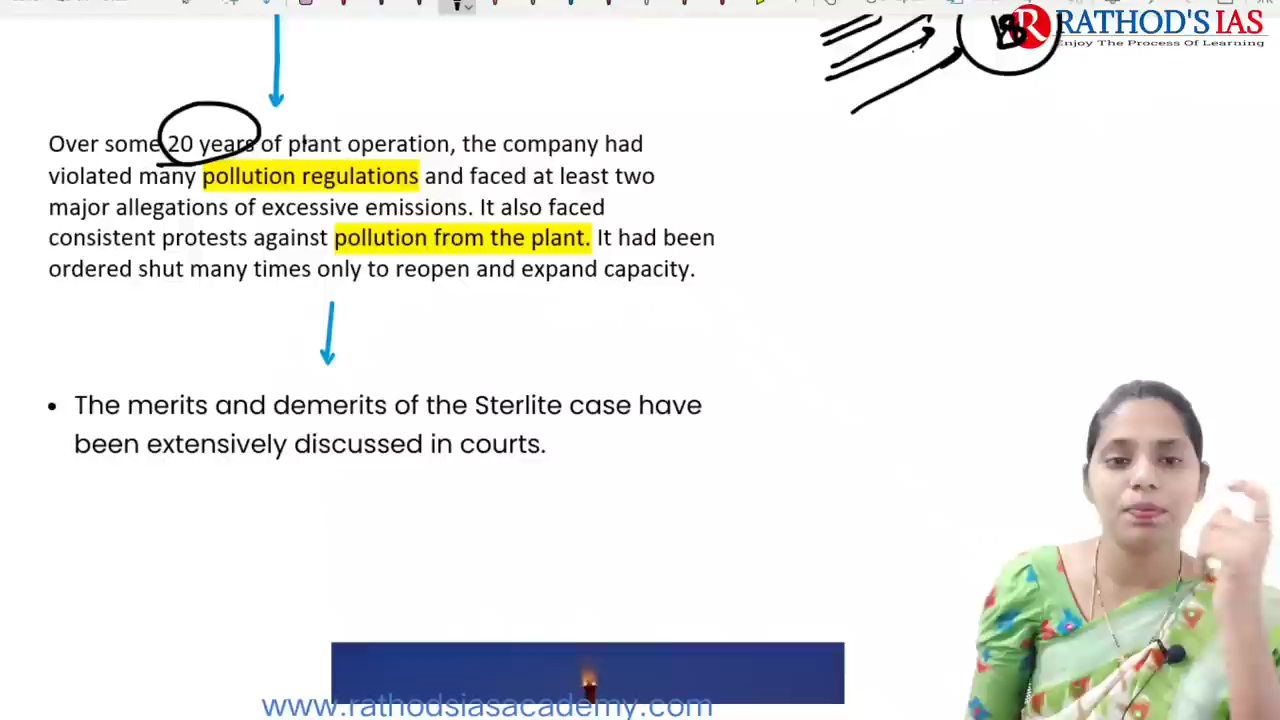 RATHOD'S IAS
Enjoy The Process Of Learning
Over some 20 years of plant operation, the company had
violated many pollution regulations and faced at least two
major allegations of excessive emissions. It also faced
consistent protests against pollution from the plant. It had been
ordered shut many times only to reopen and expand capacity.
• The merits and demerits of the Sterlite case have
been extensively discussed in courts.
www.rathodsiasacademy.com